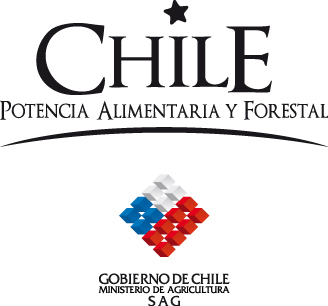 CHILE
POTENCIA ALIMENTARIA Y FORESTAL
GOBIERNO DE CHILE
MINISTERIO DE AGRICULTURA
SAG